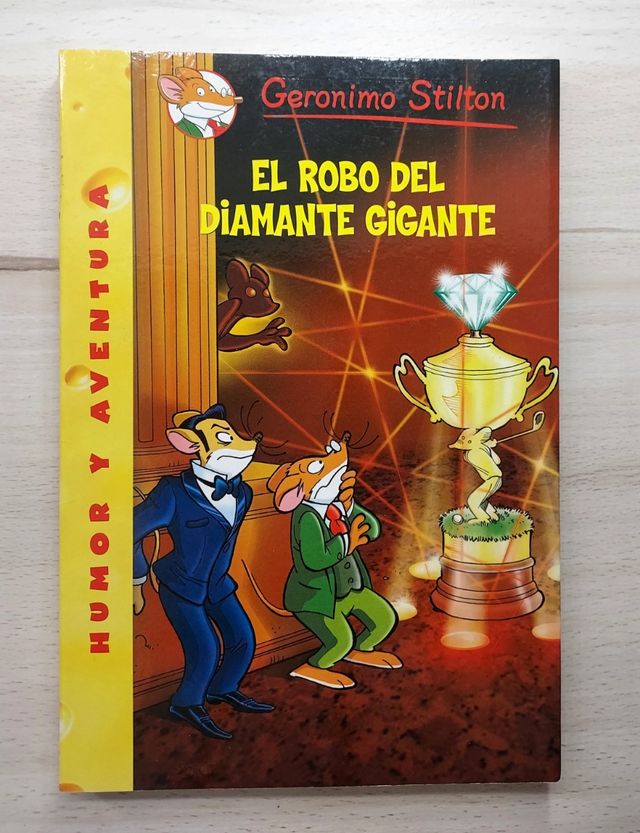 Geronimo Stilton
EL ROBO DEL
DIAMANTE GIGANTE
HUMOR Y AVENTURA